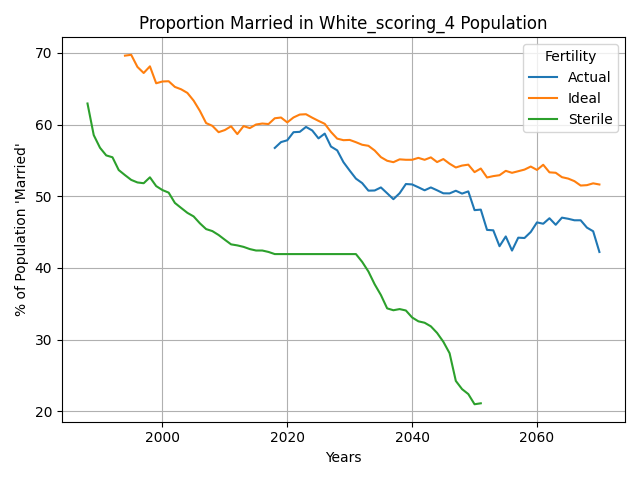 Proportion Married in White_scoring_4 Population
% of Population 'Married'
70
60
50
40
30
20
Fertility
Actual
Ideal
Sterile
2000
2020
2040
2060
Years